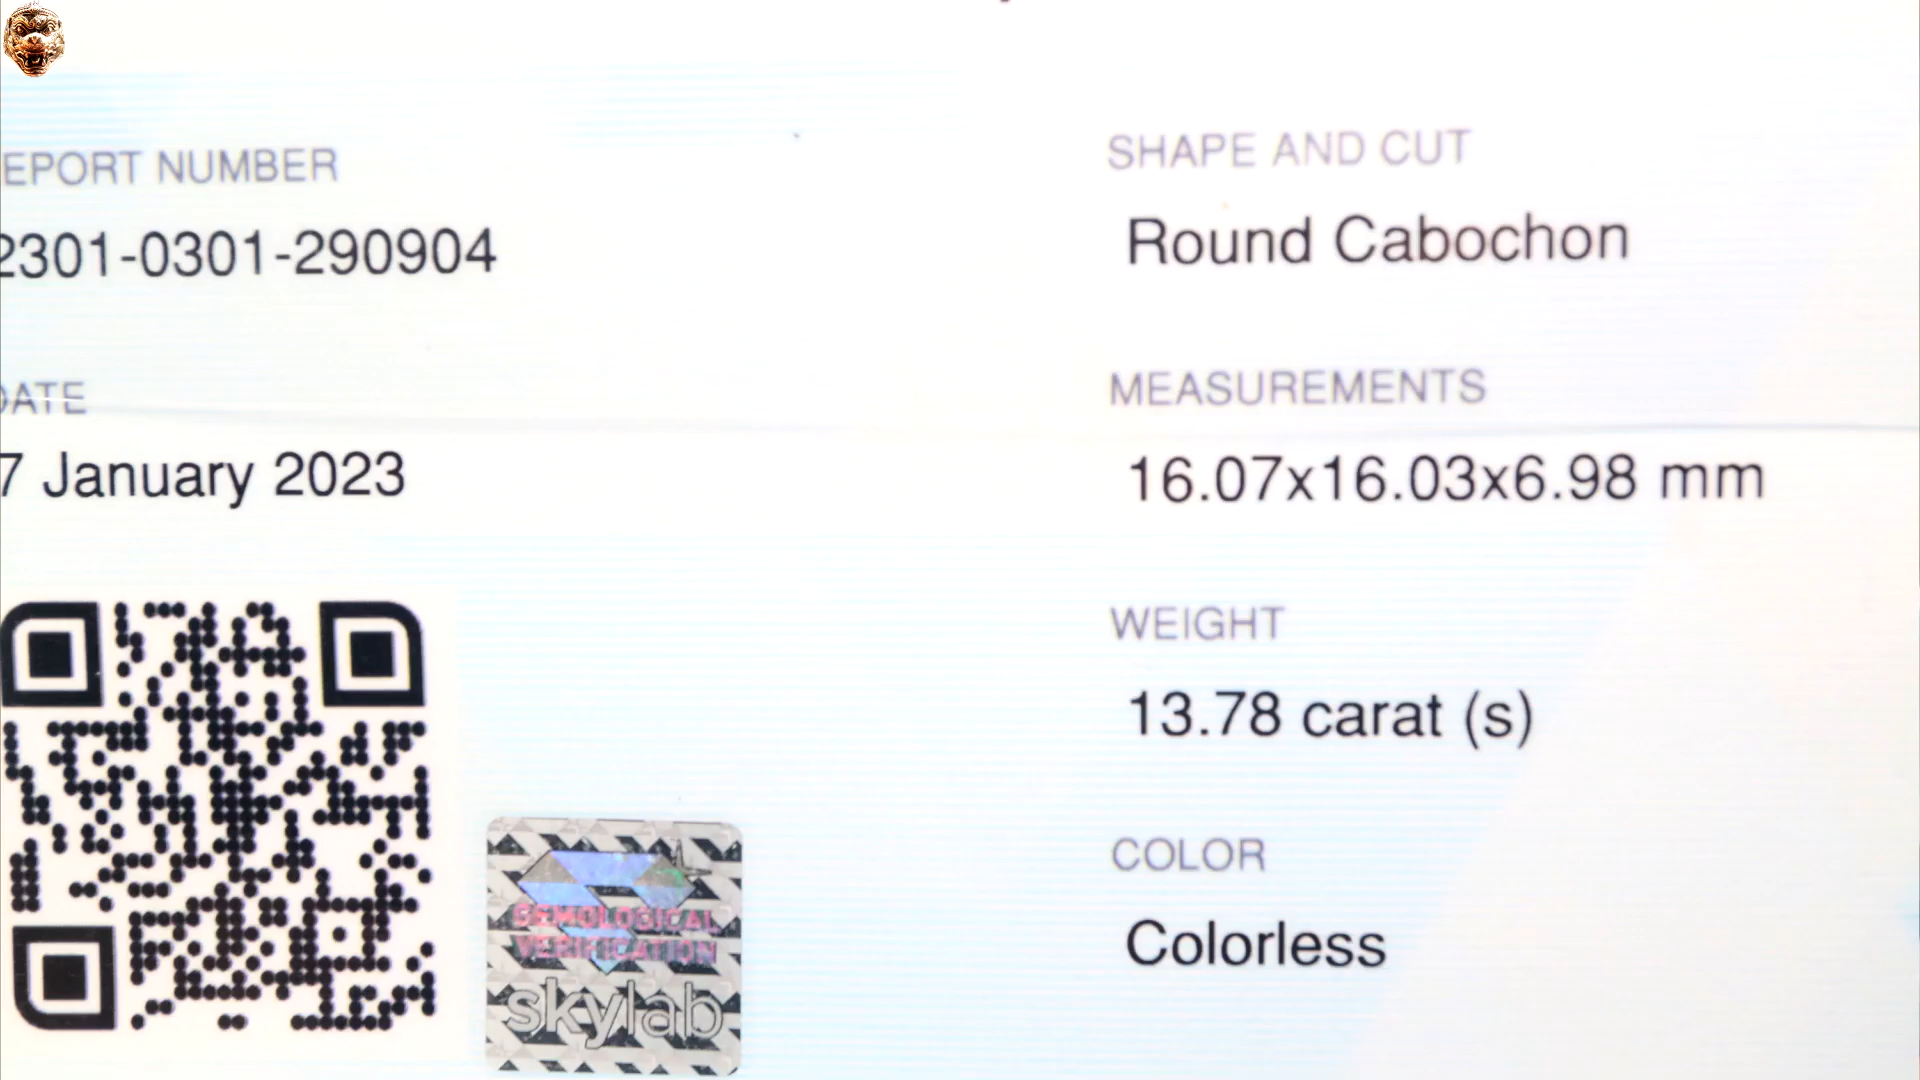 EPORT NUMBER
2301-0301-290904
DATE
7 January 2023
SHAPE AND CUT
Round Cabochon
MEASUREMENTS
16.07x16.03x6.98 mm
WEIGHT
13.78 carat (s)
COLOR
Colorless
GEMOLOGICAL
VERIFICATION
skylab